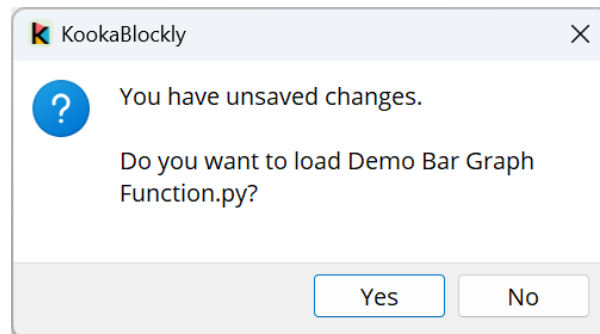 KookaBlockly
You have unsaved changes.
Do you want to load Demo Bar Graph
Function.py?
Yes No